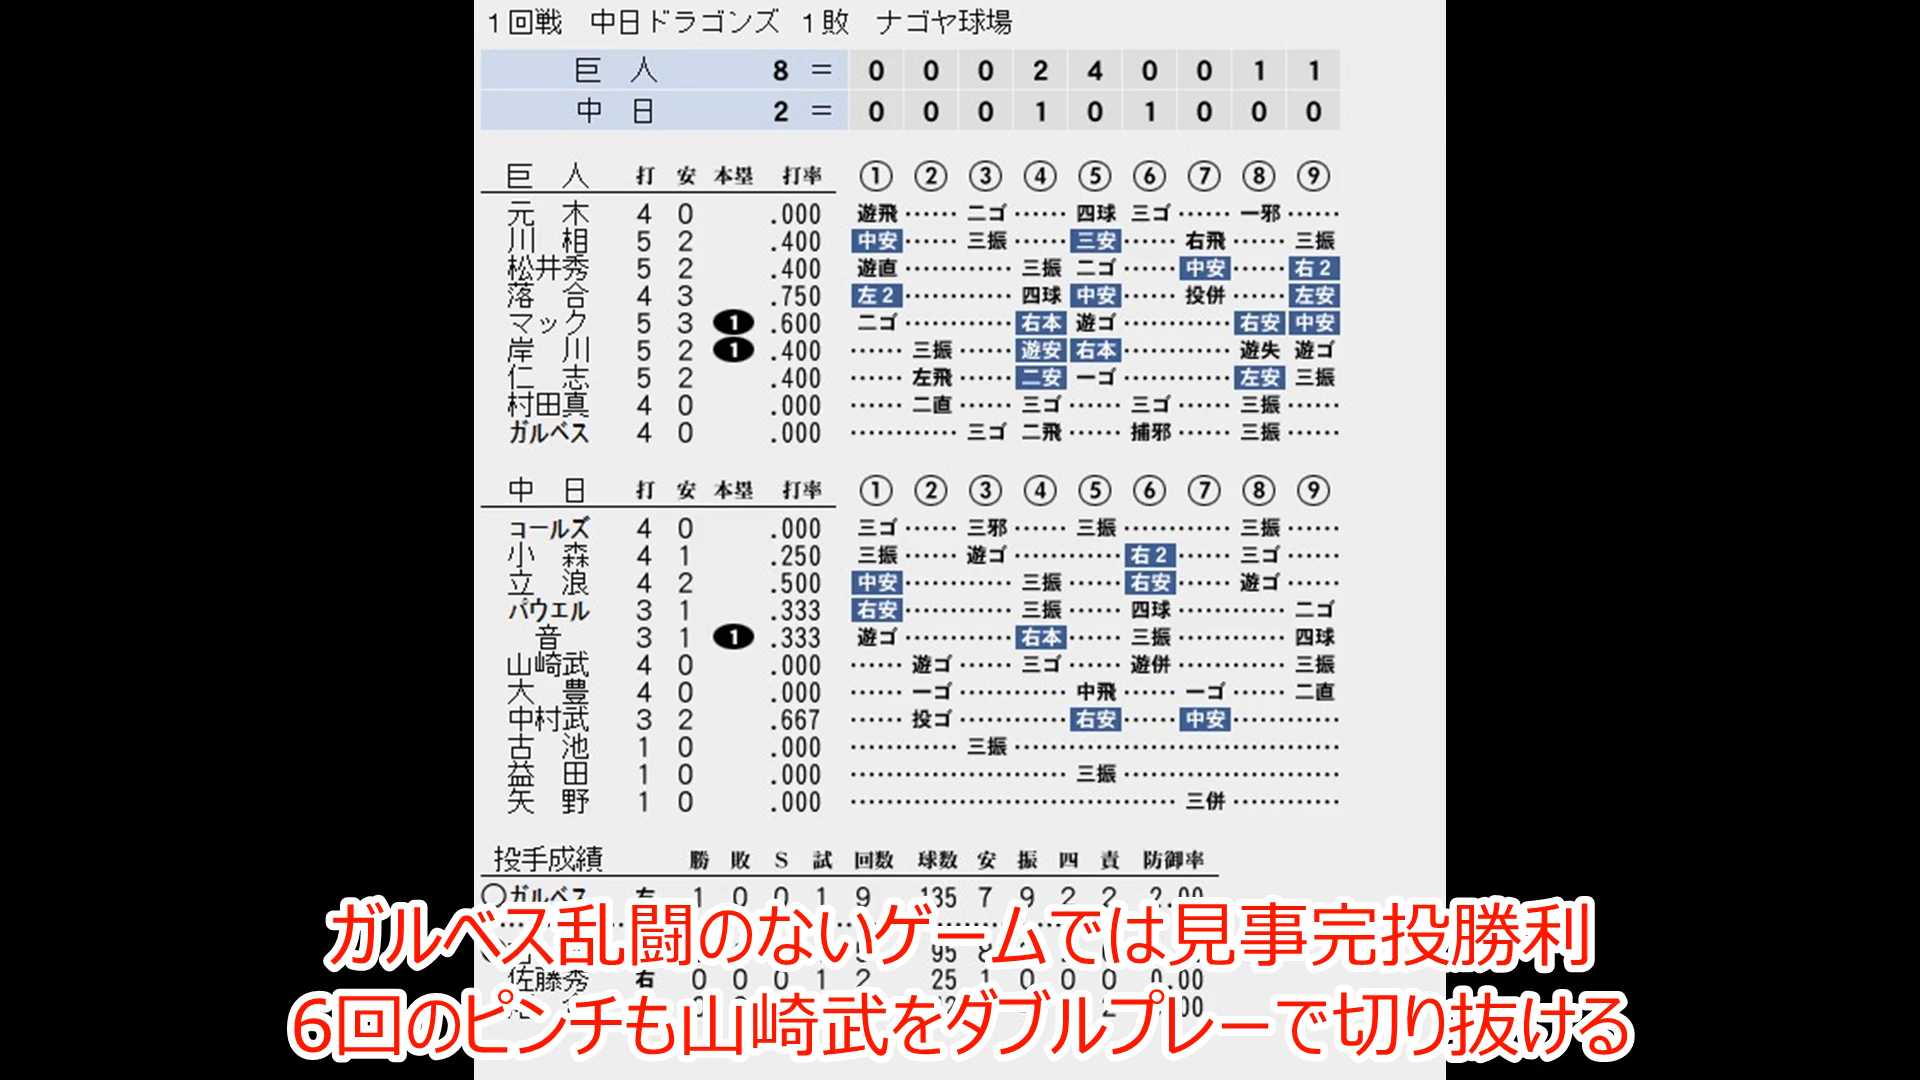 1回戦 中日ドラゴンズ 1敗 ナゴヤ球場
巨人 8 = 0 0 0 2 4 0 0 1 1
中日 2 = 0 0 0 1 0 1 0 0 0
巨人 打 安 本塁 打率 ① ② ③ ④ ⑤ ⑥ ⑦ ⑧ ⑨
元木 4 0 .000 遊飛 …… 二ゴ …… 四球 三ゴ …… 一邪 ……
川相 5 2 .400 中安 …… 三振 …… 三安 …… 右飛 …… 三振
松井秀 5 2 .400 遊直 ………… 三振 二ゴ …… 中安 …… 右2
落合 4 3 .750 左2 ………… 四球 中安 …… 投併 …… 左安
マック 5 3 1 .600 二ゴ ………… 右本 遊ゴ ………… 右安 中安
岸川 5 2 1 .400 …… 三振 …… 遊安 右本 ………… 遊失 遊ゴ
仁志 5 2 .400 …… 左飛 …… 二安 一ゴ ………… 左安 三振
村田真 4 0 .000 …… 二直 …… 三ゴ …… 三ゴ …… 三振 ……
ガルベス 4 0 .000 ………… 三ゴ 二飛 …… 捕邪 …… 三振 ……
中日 打 安 本塁 打率 ① ② ③ ④ ⑤ ⑥ ⑦ ⑧ ⑨
コールズ 4 0 .000 三ゴ …… 三邪 …… 三振 ………… 三振 ……
小森 4 1 .250 三振 …… 遊ゴ ………… 右2 …… 三ゴ ……
立浪 4 2 .500 中安 ………… 三振 …… 右安 …… 遊ゴ ……
パウエル 3 1 .333 右安 ………… 三振 …… 四球 ………… 二ゴ
音 3 1 1 .333 遊ゴ ………… 右本 …… 三振 ………… 四球
山崎武 4 0 .000 …… 遊ゴ …… 三ゴ …… 遊併 ………… 三振
大豊 4 0 .000 …… 一ゴ ………… 中飛 …… 一ゴ …… 二直
中村武 3 2 .667 …… 投ゴ ………… 右安 …… 中安 …………
古池 1 0 .000 ………… 三振 ………………………………
益田 1 0 .000 …………………… 三振 ……………………
矢野 1 0 .000 ……………………………… 三併 …………
投手成績 勝 敗 S 試 回数 球数 安 振 四 責 防御率
○ガルベス 右 1 0 0 1 9 135 7 9 2 2 2.00
95 8
佐藤秀 右 0 0 0 1 2 25 1 0 0 0 0.00
ガルベス乱闘のないゲームでは見事完投勝利
6回のピンチも山崎武をダブルプレーで切り抜ける